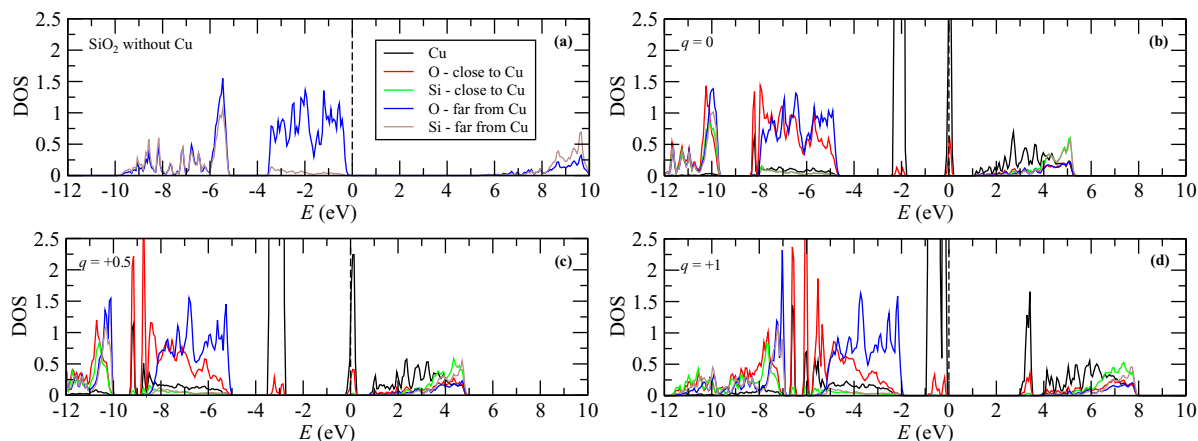 SiO2 without Cu
(a)
Cu
O - close to Cu
Si - close to Cu
O - far from Cu
Si - far from Cu
DOS
2.5
2
1.5
1
0.5
0
-12 -10 -8 -6 -4 -2 0 2 4 6 8 10
E (eV)
q = 0
(b)
DOS
2.5
2
1.5
1
0.5
0
-12 -10 -8 -6 -4 -2 0 2 4 6 8 10
E (eV)
q = +0.5
(c)
DOS
2.5
2
1.5
1
0.5
0
-12 -10 -8 -6 -4 -2 0 2 4 6 8 10
E (eV)
q = +1
(d)
DOS
2.5
2
1.5
1
0.5
0
-12 -10 -8 -6 -4 -2 0 2 4 6 8 10
E (eV)